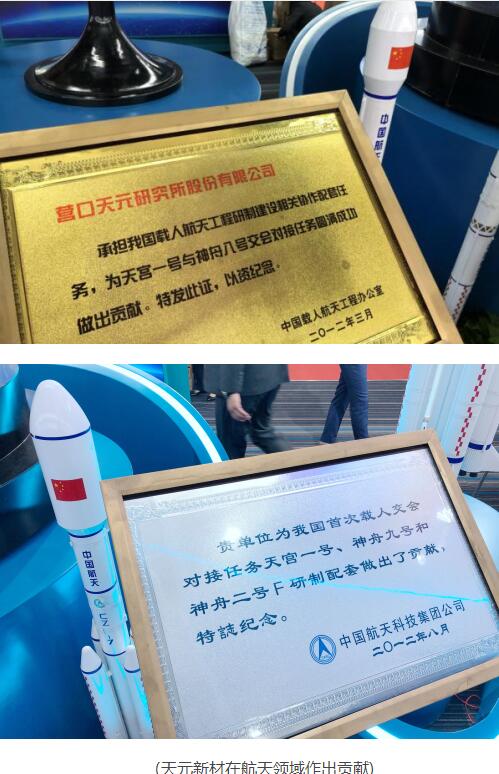 中国航天
营口天元研究所股份有限公司
承担我国载人航天工程研制建设相关协作配套任
务，为天宫一号与神舟八号交会对接任务圆满成功
做出贡献。特发此证，以资纪念。
中国载人航天工程办公室
二〇一二年三月
中国航天
贵单位为我国首次载人交会
对接任务天宫一号、神舟九号和
神舟二号F研制配套做出了贡献，
特誌纪念。
中国航天科技集团公司
二〇一二年八月
(天元新材在航天领域作出贡献)